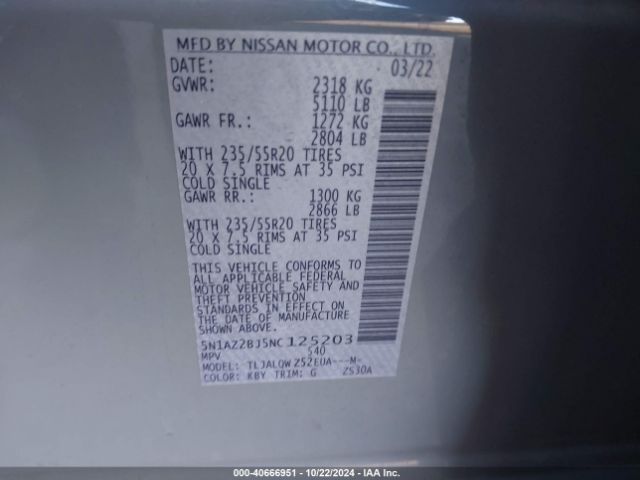 MFD BY NISSAN MOTOR CO., LTD.
DATE: 03/22
GVWR: 2318 KG
5110 LB
GAWR FR.: 1272 KG
2804 LB
WITH 235/55R20 TIRES
20 X 7.5 RIMS AT 35 PSI
COLD SINGLE
GAWR RR.: 1300 KG
2866 LB
WITH 235/55R20 TIRES
20 X 7.5 RIMS AT 35 PSI
COLD SINGLE
THIS VEHICLE CONFORMS TO
ALL APPLICABLE FEDERAL
MOTOR VEHICLE SAFETY AND
THEFT PREVENTION
STANDARDS IN EFFECT ON
THE DATE OF MANUFACTURE
SHOWN ABOVE.
5N1AZ2BJ5NC125203
MPV 540
MODEL: TLJALQWZ52EUA---M-
COLOR: KBY TRIM: G ZS30A
000-40666951 - 10/22/2024 - IAA Inc.